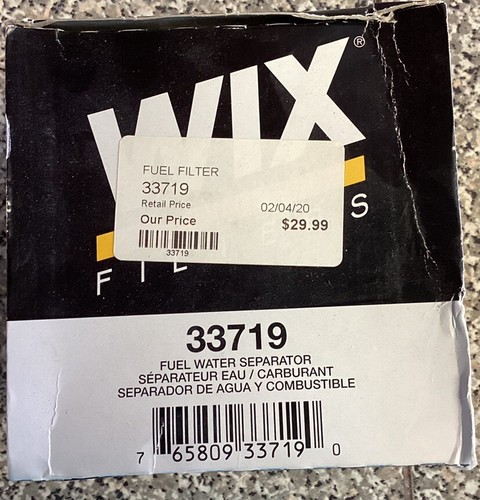 WIX®
FUEL FILTER
33719
Retail Price 02/04/20
Our Price $29.99
33719
33719
FUEL WATER SEPARATOR
SÉPARATEUR EAU / CARBURANT
SEPARADOR DE AGUA Y COMBUSTIBLE
7 65809 33719 0